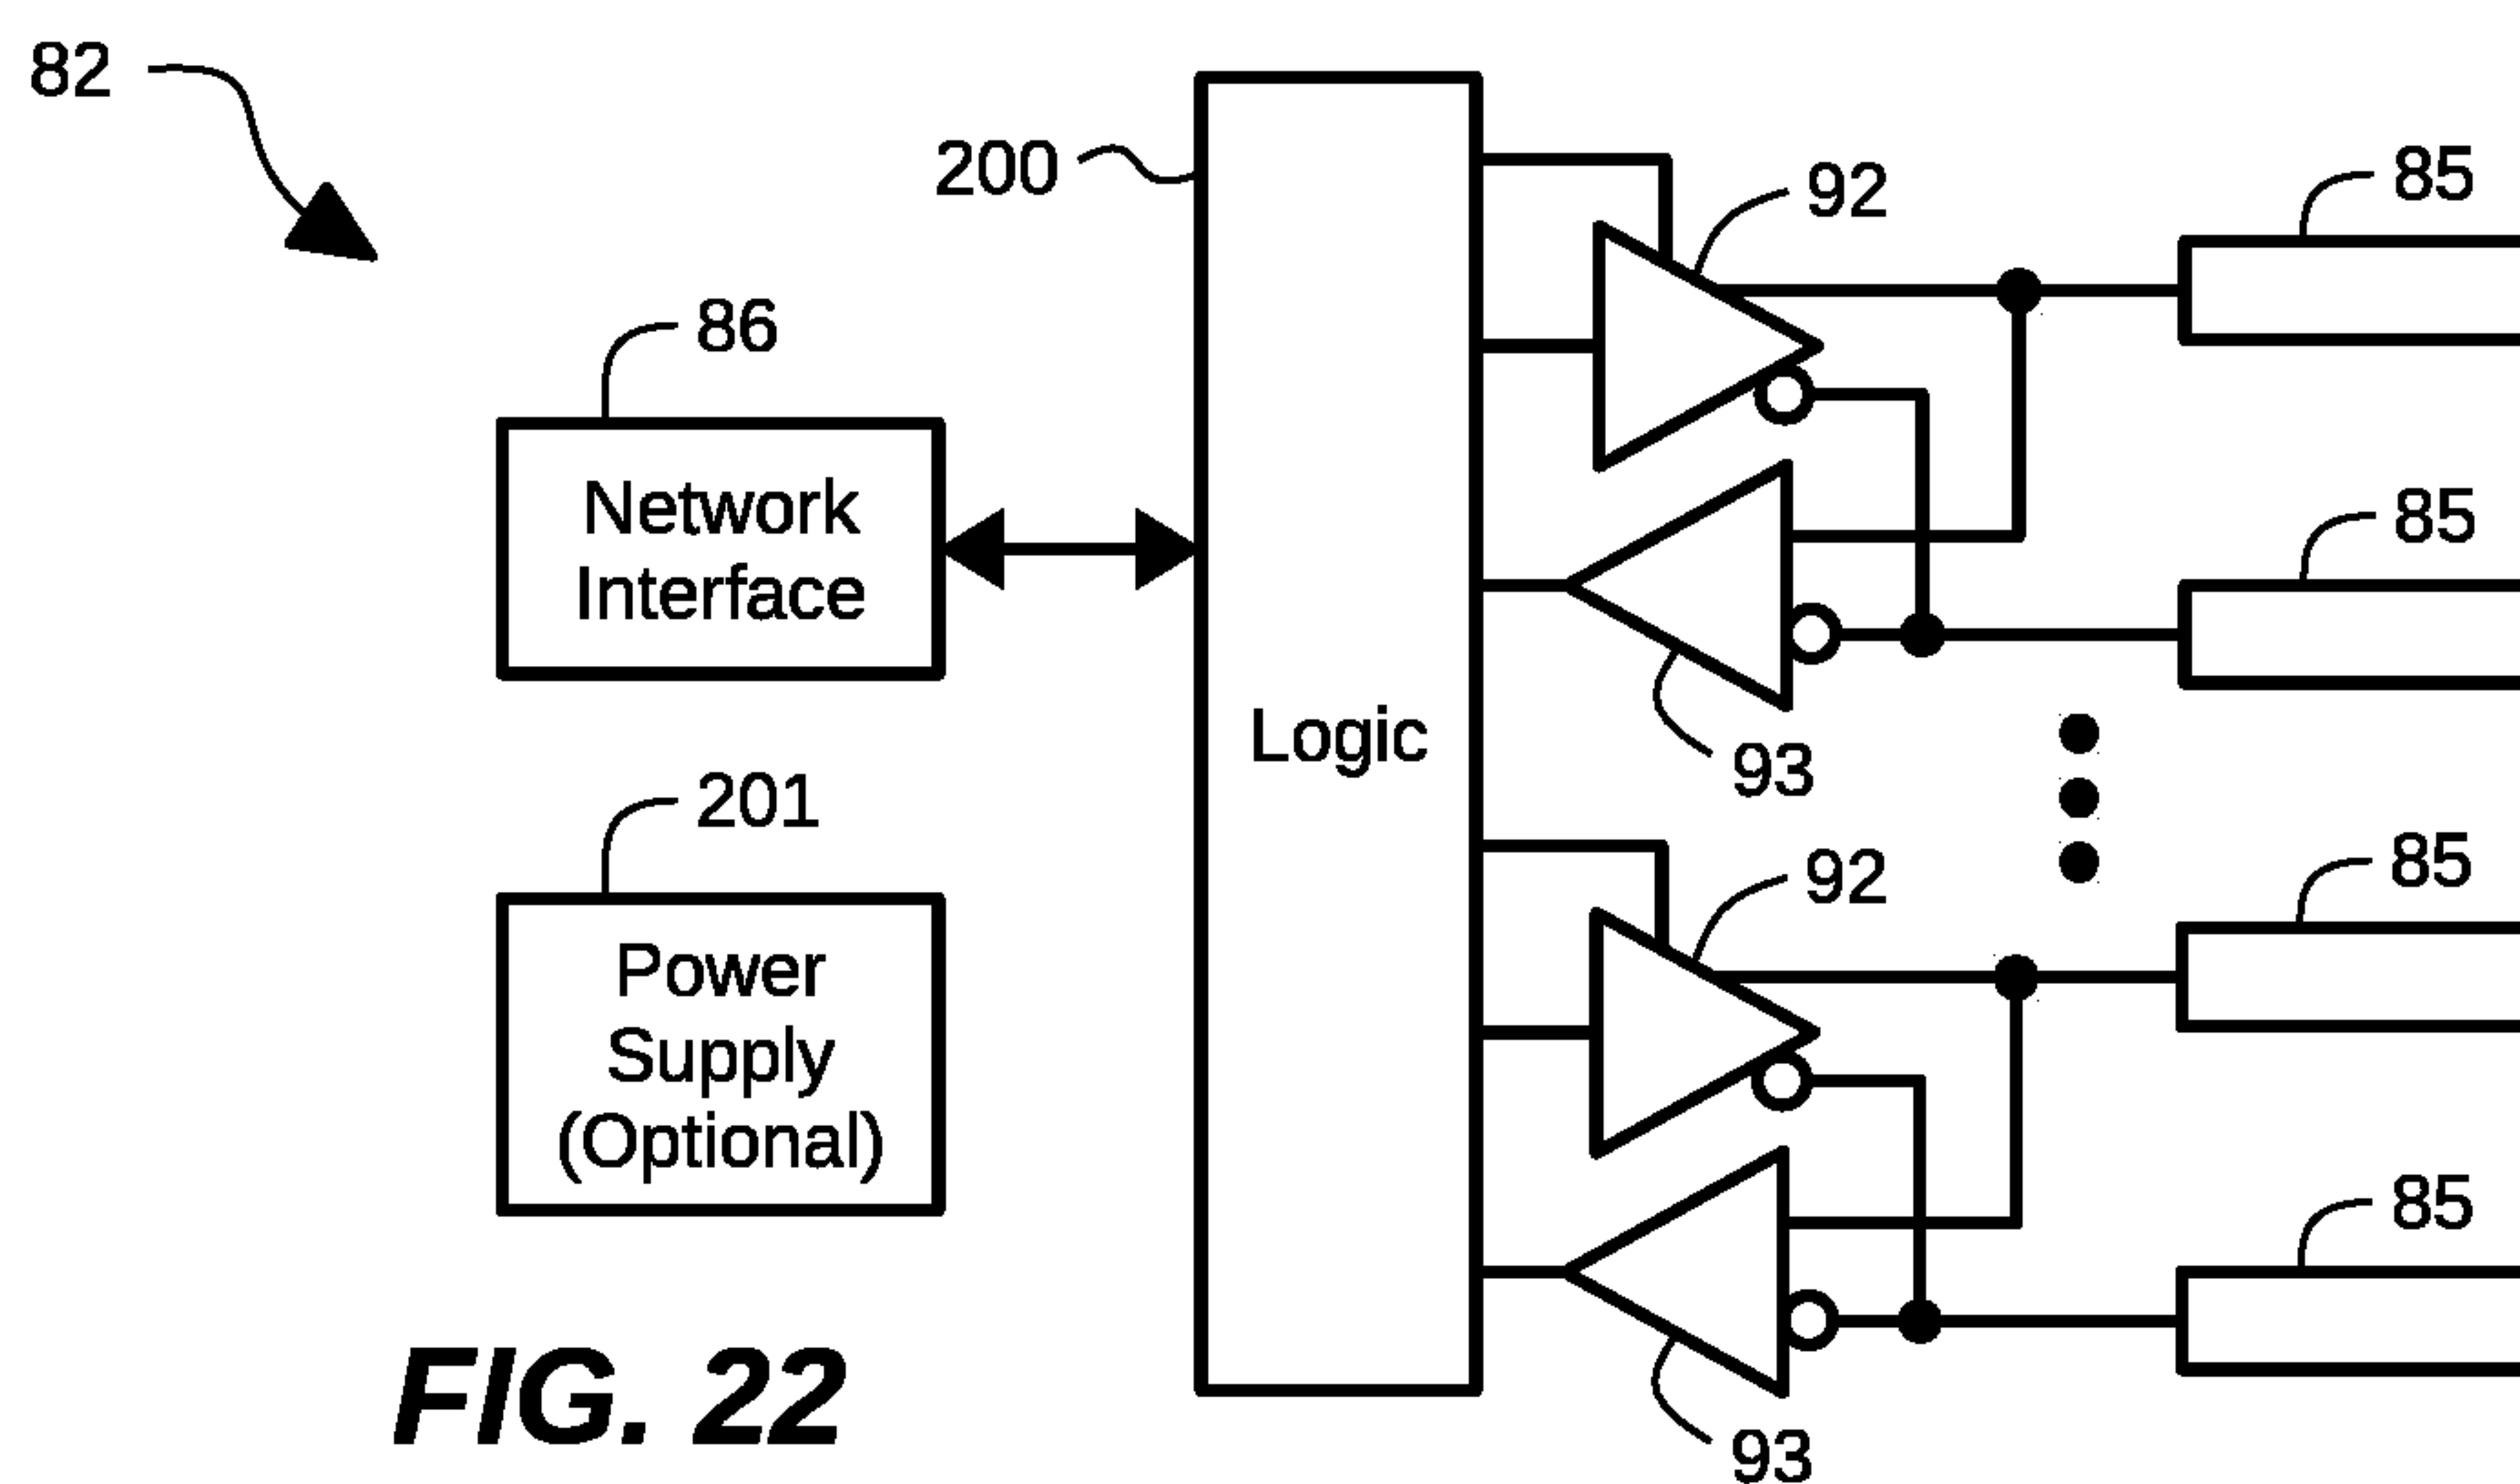 82
200
92
85
86
Network
Interface
85
Logic
93
201
92
85
Power
Supply
(Optional)
85
FIG. 22
93